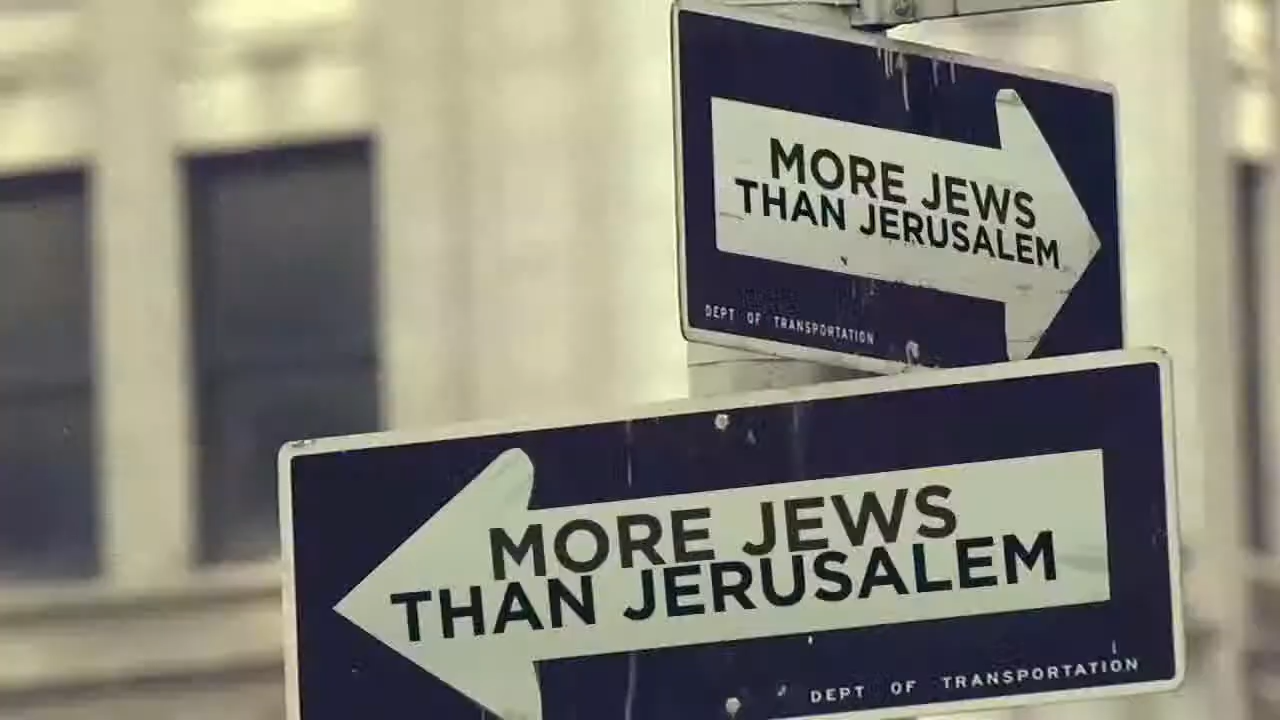 MORE JEWS
THAN JERUSALEM
DEPT OF TRANSPORTATION
MORE JEWS
THAN JERUSALEM
DEPT OF TRANSPORTATION